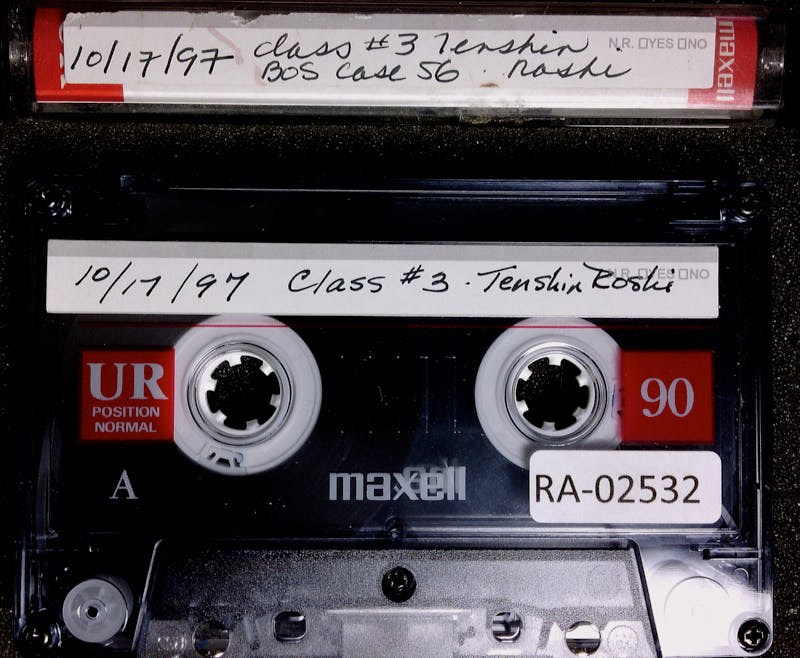 10/17/97 Class #3 Tenshin
BOS Case 56 · Roshi
N.R. □YES □NO
maxell
10/17/97 Class #3 · Tenshin Roshi
N.R. □YES □NO
UR
POSITION
NORMAL
90
A
maxell
RA-02532